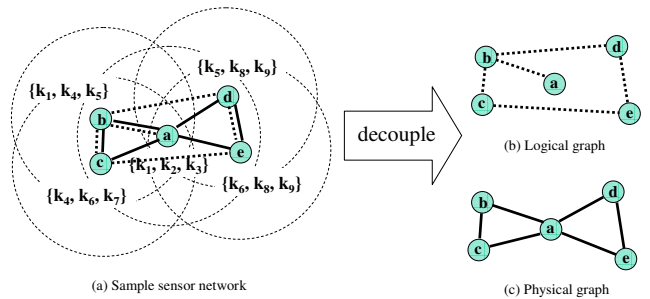 {k5, k8, k9}
{k1, k4, k5}
d
b
a
c
e
{k1, k2, k3}
{k4, k6, k7}
{k6, k8, k9}
(a) Sample sensor network
decouple
b
d
a
c
e
(b) Logical graph
b
d
a
c
e
(c) Physical graph